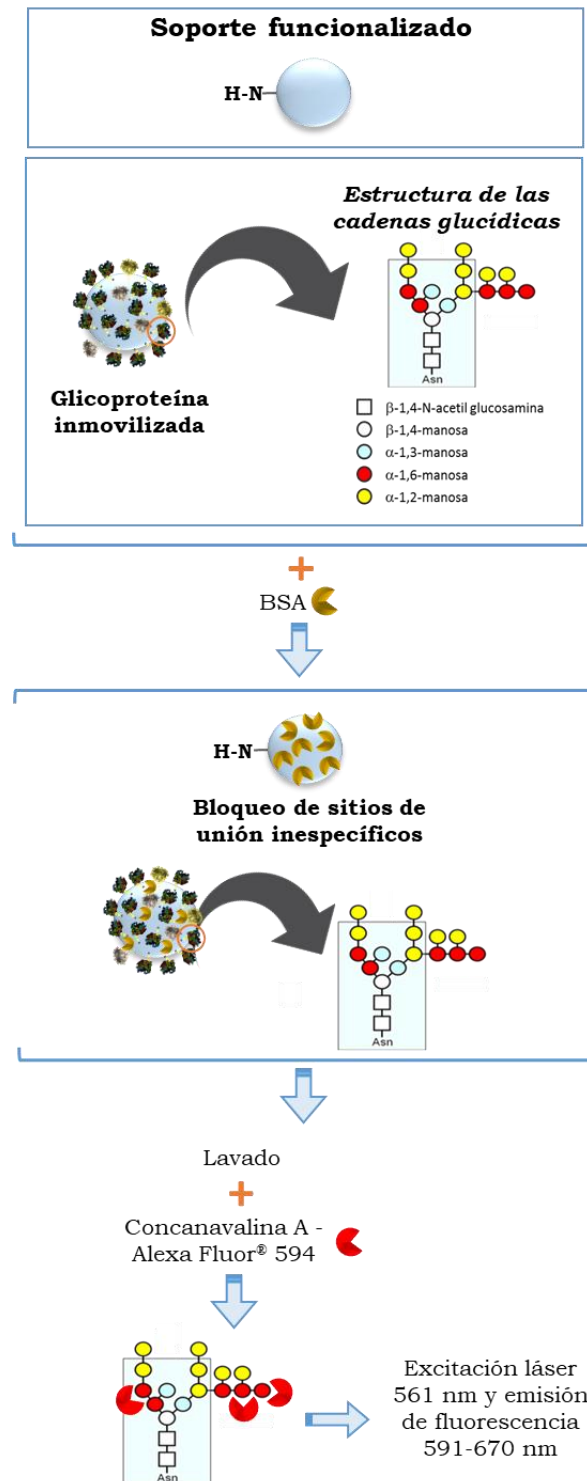 Soporte funcionalizado
H-N
Estructura de las
cadenas glucídicas
Asn
Glicoproteína
inmovilizada
β-1,4-N-acetil glucosamina
β-1,4-manosa
α-1,3-manosa
α-1,6-manosa
α-1,2-manosa
+
BSA
H-N
Bloqueo de sitios de
unión inespecíficos
Asn
Lavado
+
Concanavalina A -
Alexa Fluor® 594
Asn
Excitación láser
561 nm y emisión
de fluorescencia
591-670 nm